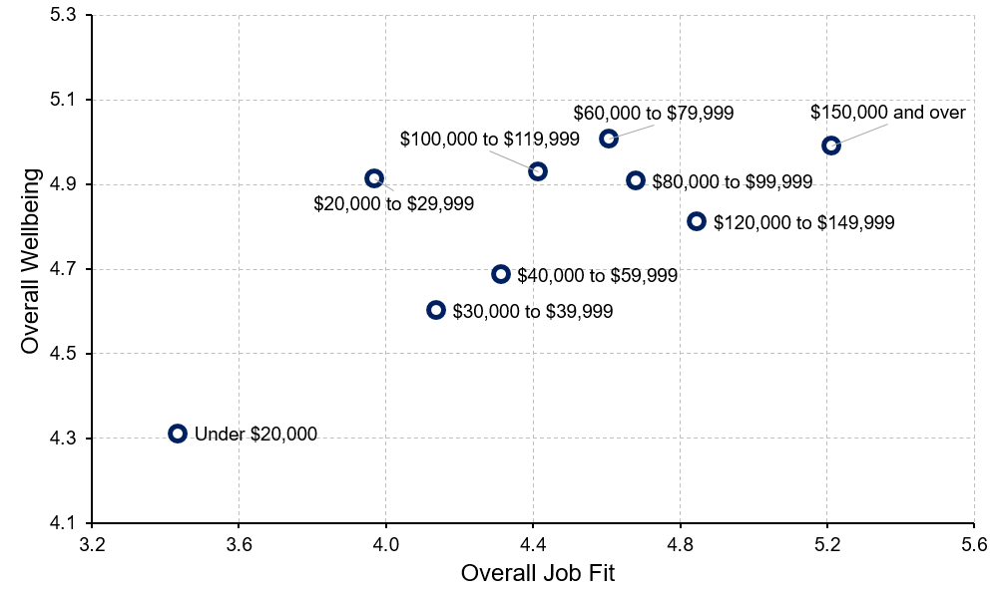 5.3
5.1
4.9
4.7
4.5
4.3
4.1
Overall Wellbeing
$60,000 to $79,999
$150,000 and over
$100,000 to $119,999
$80,000 to $99,999
$20,000 to $29,999
$120,000 to $149,999
$40,000 to $59,999
$30,000 to $39,999
Under $20,000
3.2 3.6 4.0 4.4 4.8 5.2 5.6
Overall Job Fit